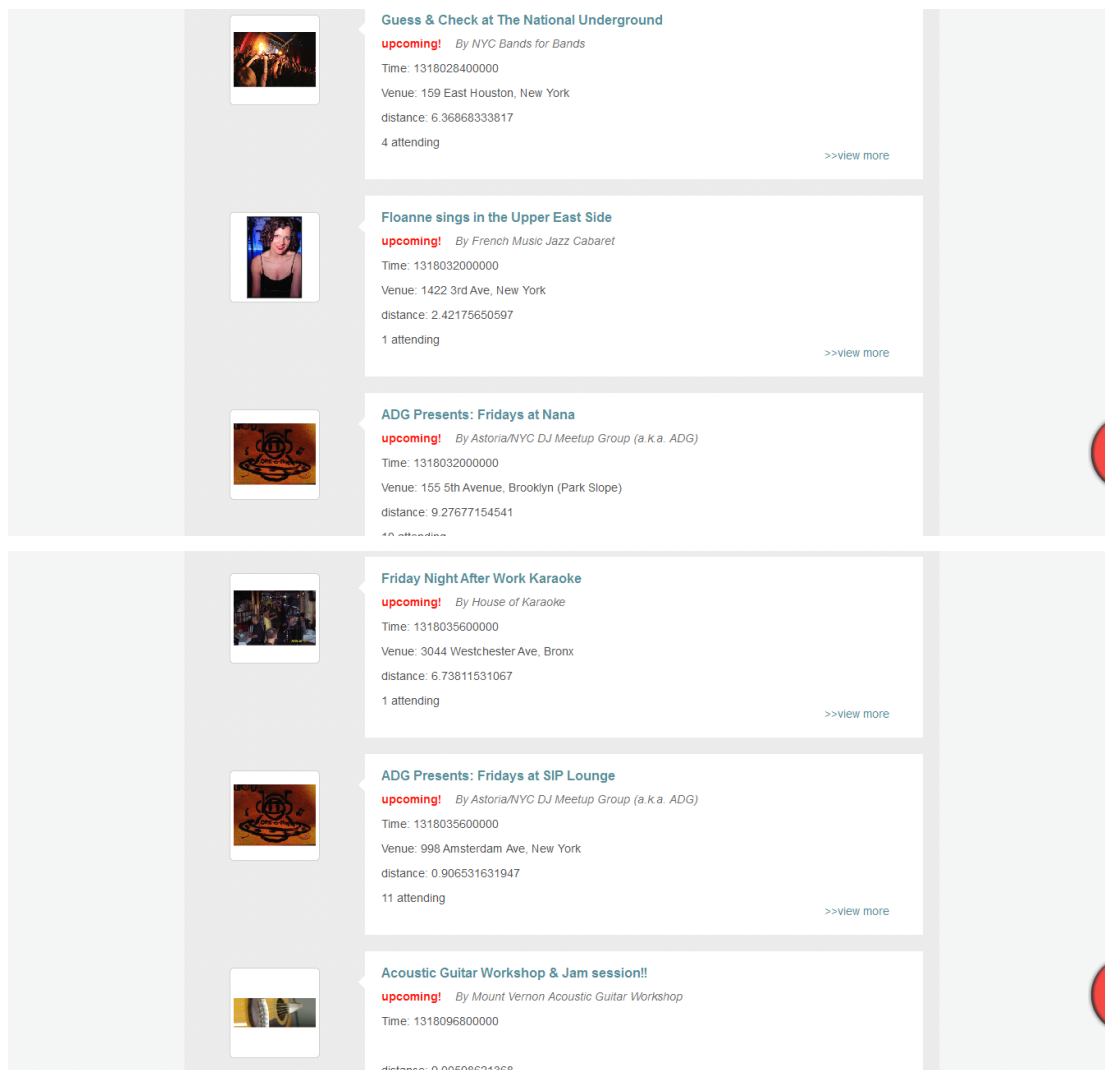 Guess & Check at The National Underground
upcoming! By NYC Bands for Bands
Time: 1318028400000
Venue: 159 East Houston, New York
distance: 6.36868333817
4 attending
>>view more
Floanne sings in the Upper East Side
upcoming! By French Music Jazz Cabaret
Time: 1318032000000
Venue: 1422 3rd Ave, New York
distance: 2.42175650597
1 attending
>>view more
ADG Presents: Fridays at Nana
upcoming! By Astoria/NYC DJ Meetup Group (a.k.a. ADG)
Time: 1318032000000
Venue: 155 5th Avenue, Brooklyn (Park Slope)
distance: 9.27677154541
attending
Friday Night After Work Karaoke
upcoming! By House of Karaoke
Time: 1318035600000
Venue: 3044 Westchester Ave, Bronx
distance: 6.73811531067
1 attending
>>view more
ADG Presents: Fridays at SIP Lounge
upcoming! By Astoria/NYC DJ Meetup Group (a.k.a. ADG)
Time: 1318035600000
Venue: 998 Amsterdam Ave, New York
distance: 0.906531631947
11 attending
>>view more
Acoustic Guitar Workshop & Jam session!!
upcoming! By Mount Vernon Acoustic Guitar Workshop
Time: 1318096800000
distance: